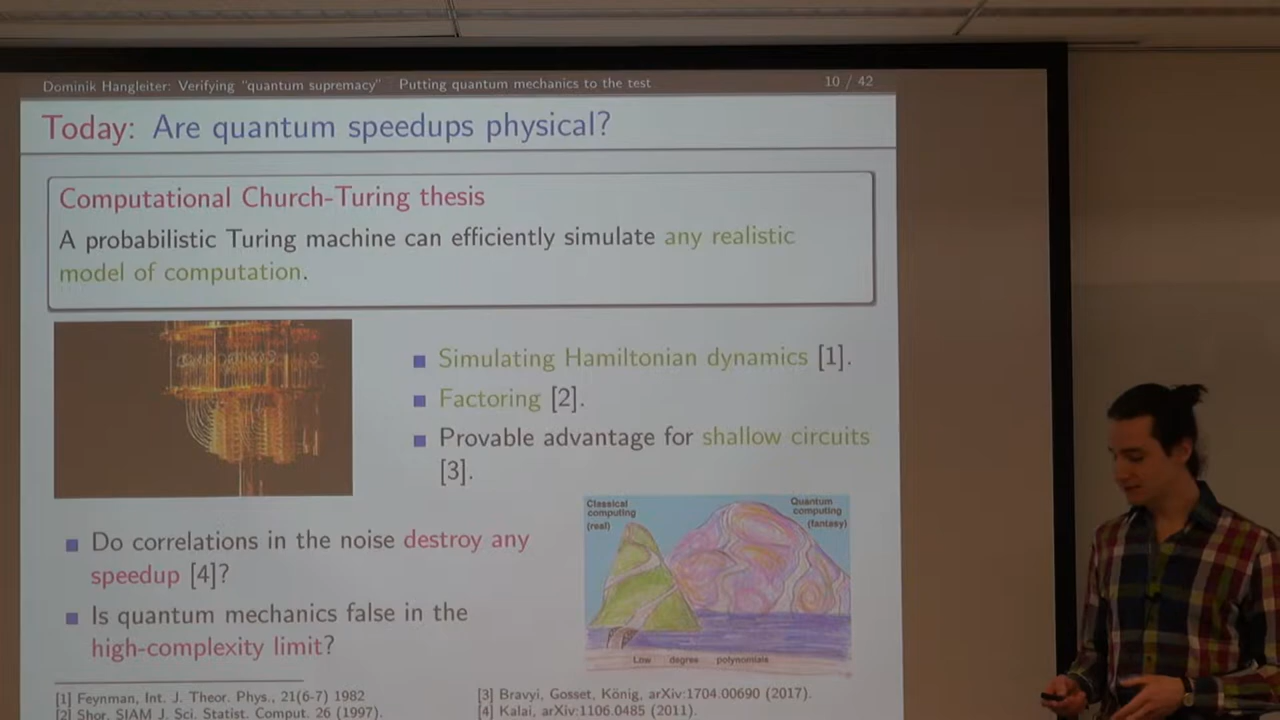 Dominik Hangleiter: Verifying "quantum supremacy" Putting quantum mechanics to the test 10 / 42
Today: Are quantum speedups physical?
Computational Church-Turing thesis
A probabilistic Turing machine can efficiently simulate any realistic
model of computation.
Simulating Hamiltonian dynamics [1].
Factoring [2].
Provable advantage for shallow circuits
[3].
Do correlations in the noise destroy any
speedup [4]?
Is quantum mechanics false in the
high-complexity limit?
Classical
computing
(real)
Quantum
computing
(fantasy)
Low degree polynomials
[1] Feynman, Int. J. Theor. Phys., 21(6-7) 1982
[2] Shor, SIAM J. Sci. Statist. Comput. 26 (1997).
[3] Bravyi, Gosset, König, arXiv:1704.00690 (2017).
[4] Kalai, arXiv:1106.0485 (2011).